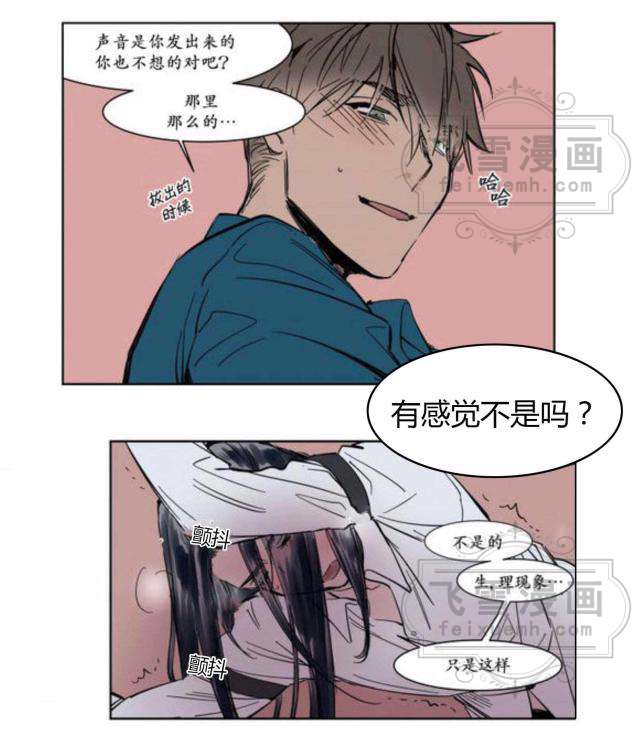 声音是你发出来的
你也不想的对吧?
那里
那么的…
拔出的
时候
哈
哈
飞雪漫画
feixuemh.com
有感觉不是吗？
颤抖
不是的
生,理现象…
飞雪漫画
feixuemh.com
只是这样
颤抖